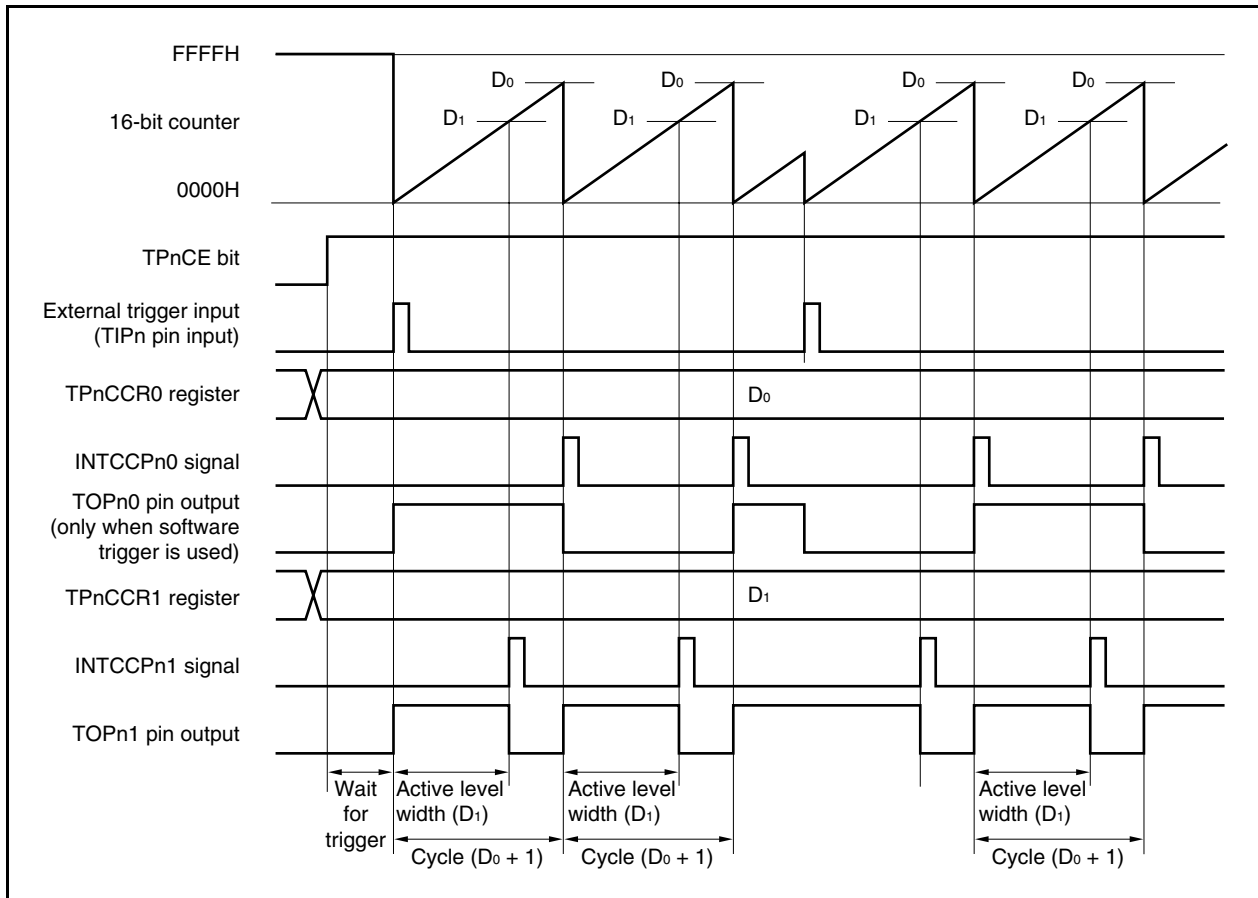 FFFFH
D0 D0 D0 D0
16-bit counter
D1 D1 D1 D1
0000H
TPnCE bit
External trigger input
(TIPn pin input)
TPnCCR0 register
D0
INTCCPn0 signal
TOPn0 pin output
(only when software
trigger is used)
TPnCCR1 register
D1
INTCCPn1 signal
TOPn1 pin output
Wait
for
trigger
Active level
width (D1)
Active level
width (D1)
Active level
width (D1)
Cycle (D0 + 1)
Cycle (D0 + 1)
Cycle (D0 + 1)